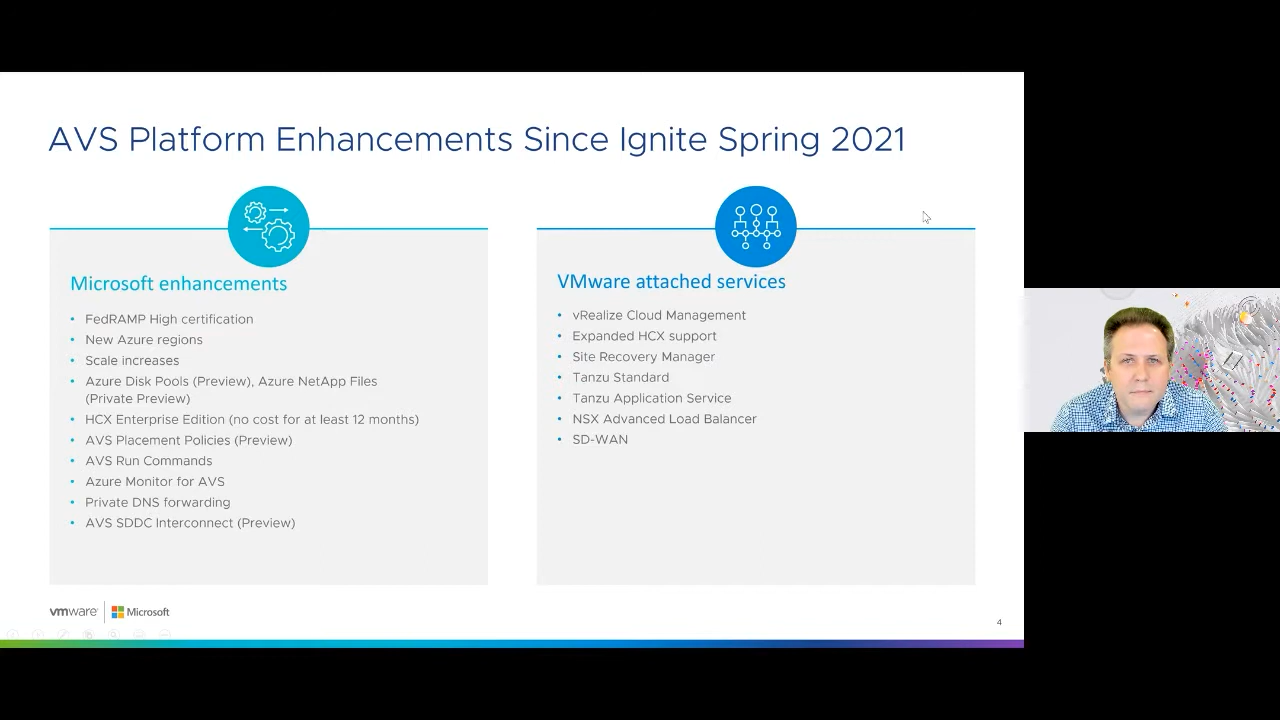 AVS Platform Enhancements Since Ignite Spring 2021
Microsoft enhancements
• FedRAMP High certification
• New Azure regions
• Scale increases
• Azure Disk Pools (Preview), Azure NetApp Files
(Private Preview)
• HCX Enterprise Edition (no cost for at least 12 months)
• AVS Placement Policies (Preview)
• AVS Run Commands
• Azure Monitor for AVS
• Private DNS forwarding
• AVS SDDC Interconnect (Preview)
VMware attached services
• vRealize Cloud Management
• Expanded HCX support
• Site Recovery Manager
• Tanzu Standard
• Tanzu Application Service
• NSX Advanced Load Balancer
• SD-WAN
vmware® | Microsoft
4